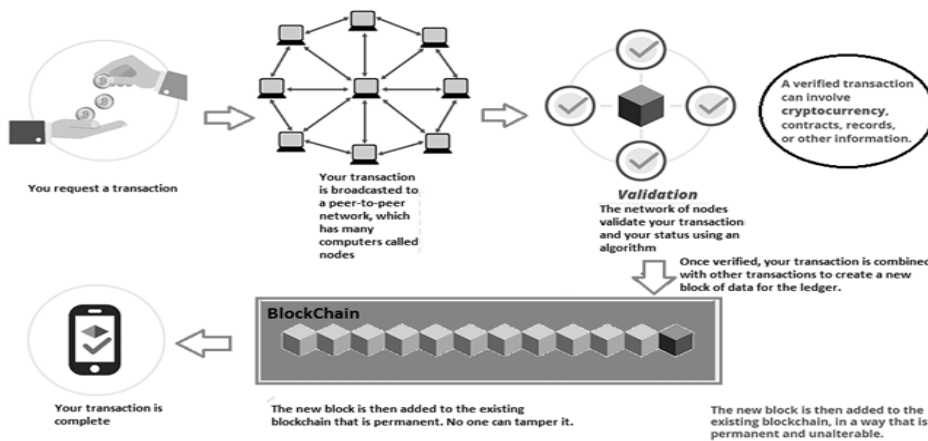 You request a transaction
Your transaction
is broadcasted to
a peer-to-peer
network, which
has many
computers called
nodes
Validation
The network of nodes
validate your transaction
and your status using an
algorithm
A verified transaction
can involve
cryptocurrency,
contracts, records,
or other information.
Once verified, your transaction is combined
with other transactions to create a new
block of data for the ledger.
BlockChain
The new block is then added to the existing
blockchain that is permanent. No one can tamper it.
Your transaction is
complete
The new block is then added to the
existing blockchain, in a way that is
permanent and unalterable.